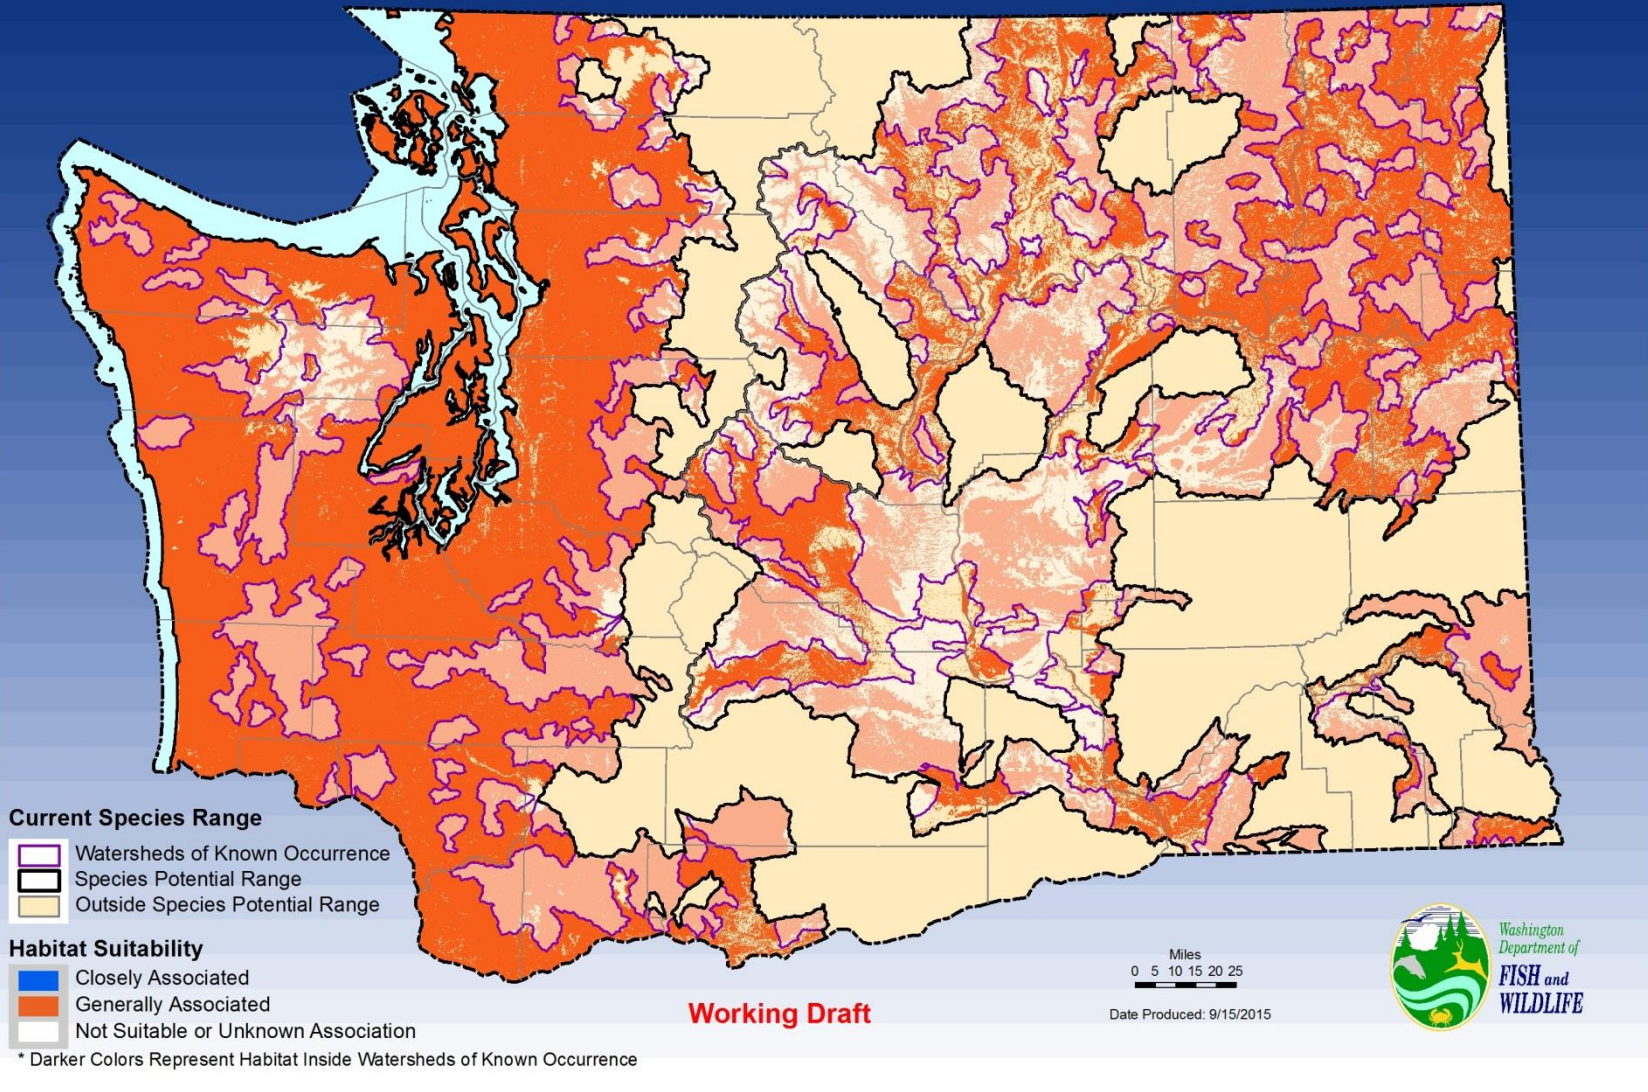 Current Species Range
Watersheds of Known Occurrence
Species Potential Range
Outside Species Potential Range
Habitat Suitability
Closely Associated
Generally Associated
Not Suitable or Unknown Association
* Darker Colors Represent Habitat Inside Watersheds of Known Occurrence
Working Draft
Miles
0 5 10 15 20 25
Date Produced: 9/15/2015
Washington
Department of
FISH and
WILDLIFE